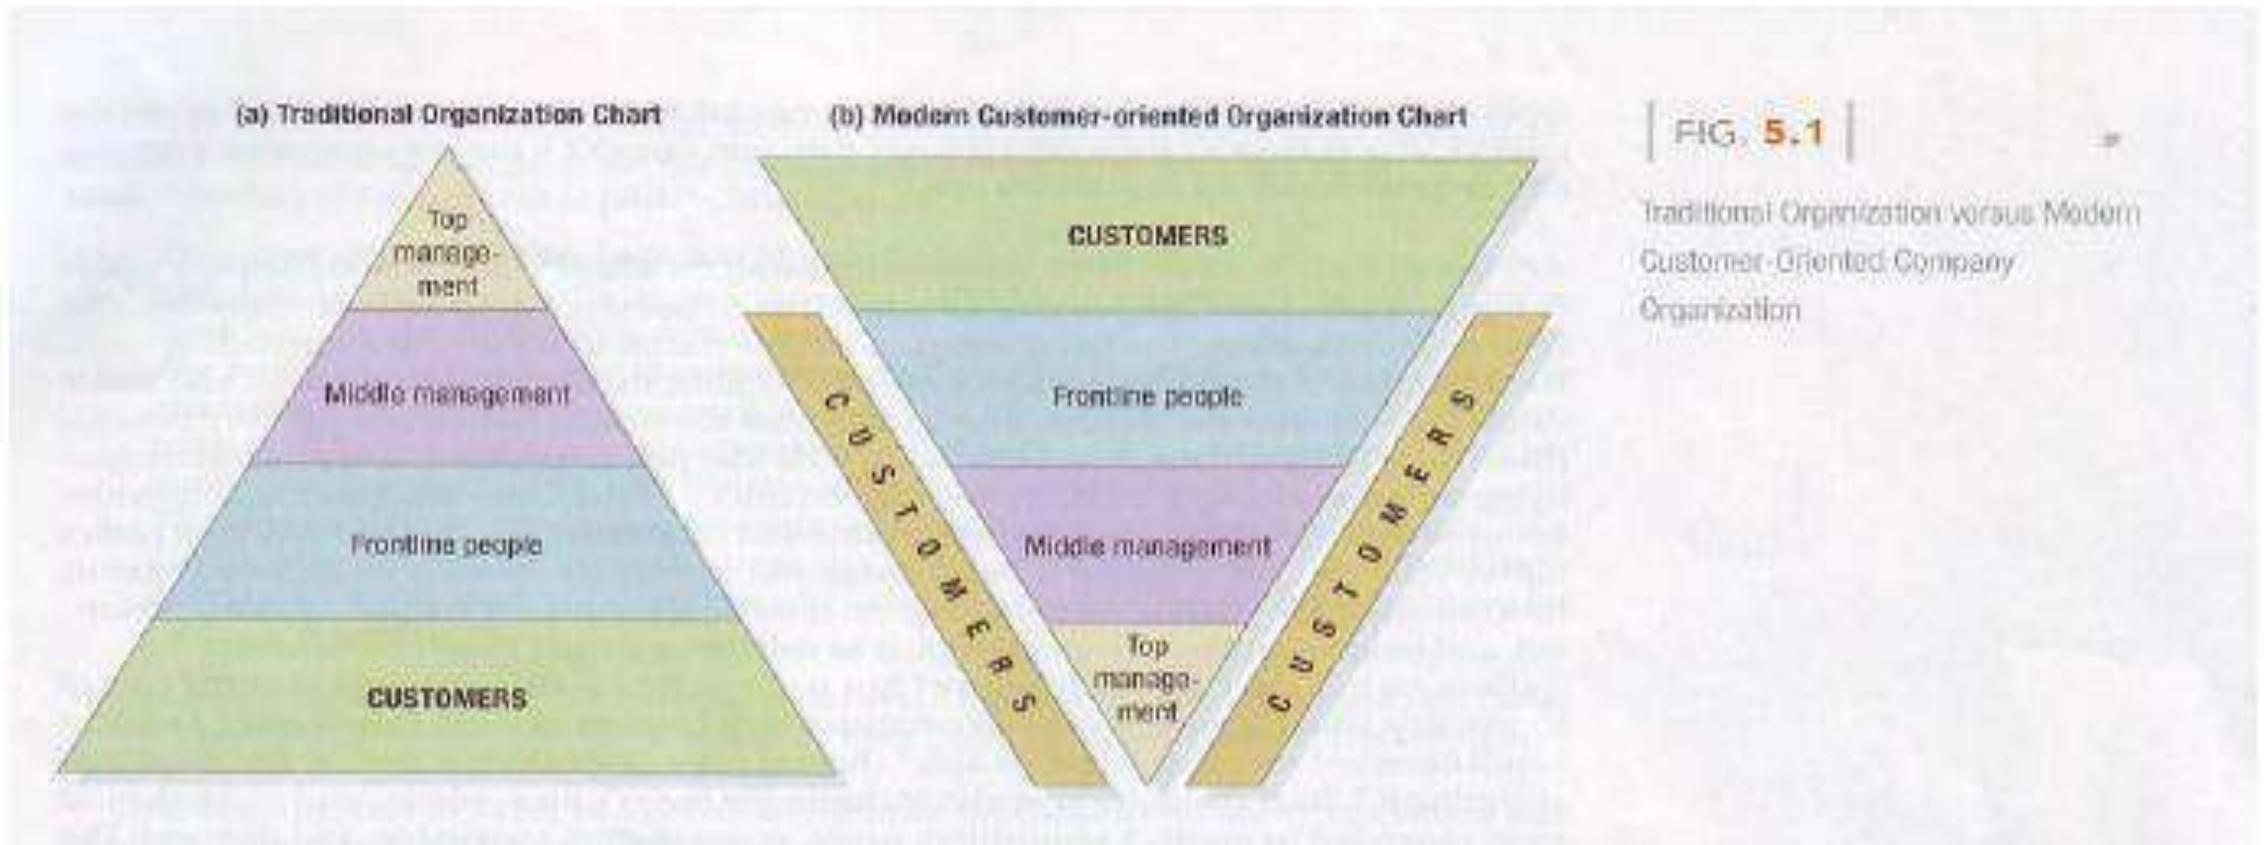 (a) Traditional Organization Chart
Top
manage-
ment
Middle management
Frontline people
CUSTOMERS
(b) Modern Customer-oriented Organization Chart
CUSTOMERS
Frontline people
Middle management
Top
manage-
ment
CUSTOMERS
CUSTOMERS
FIG. 5.1
Traditional Organization versus Modern
Customer-Oriented Company
Organization